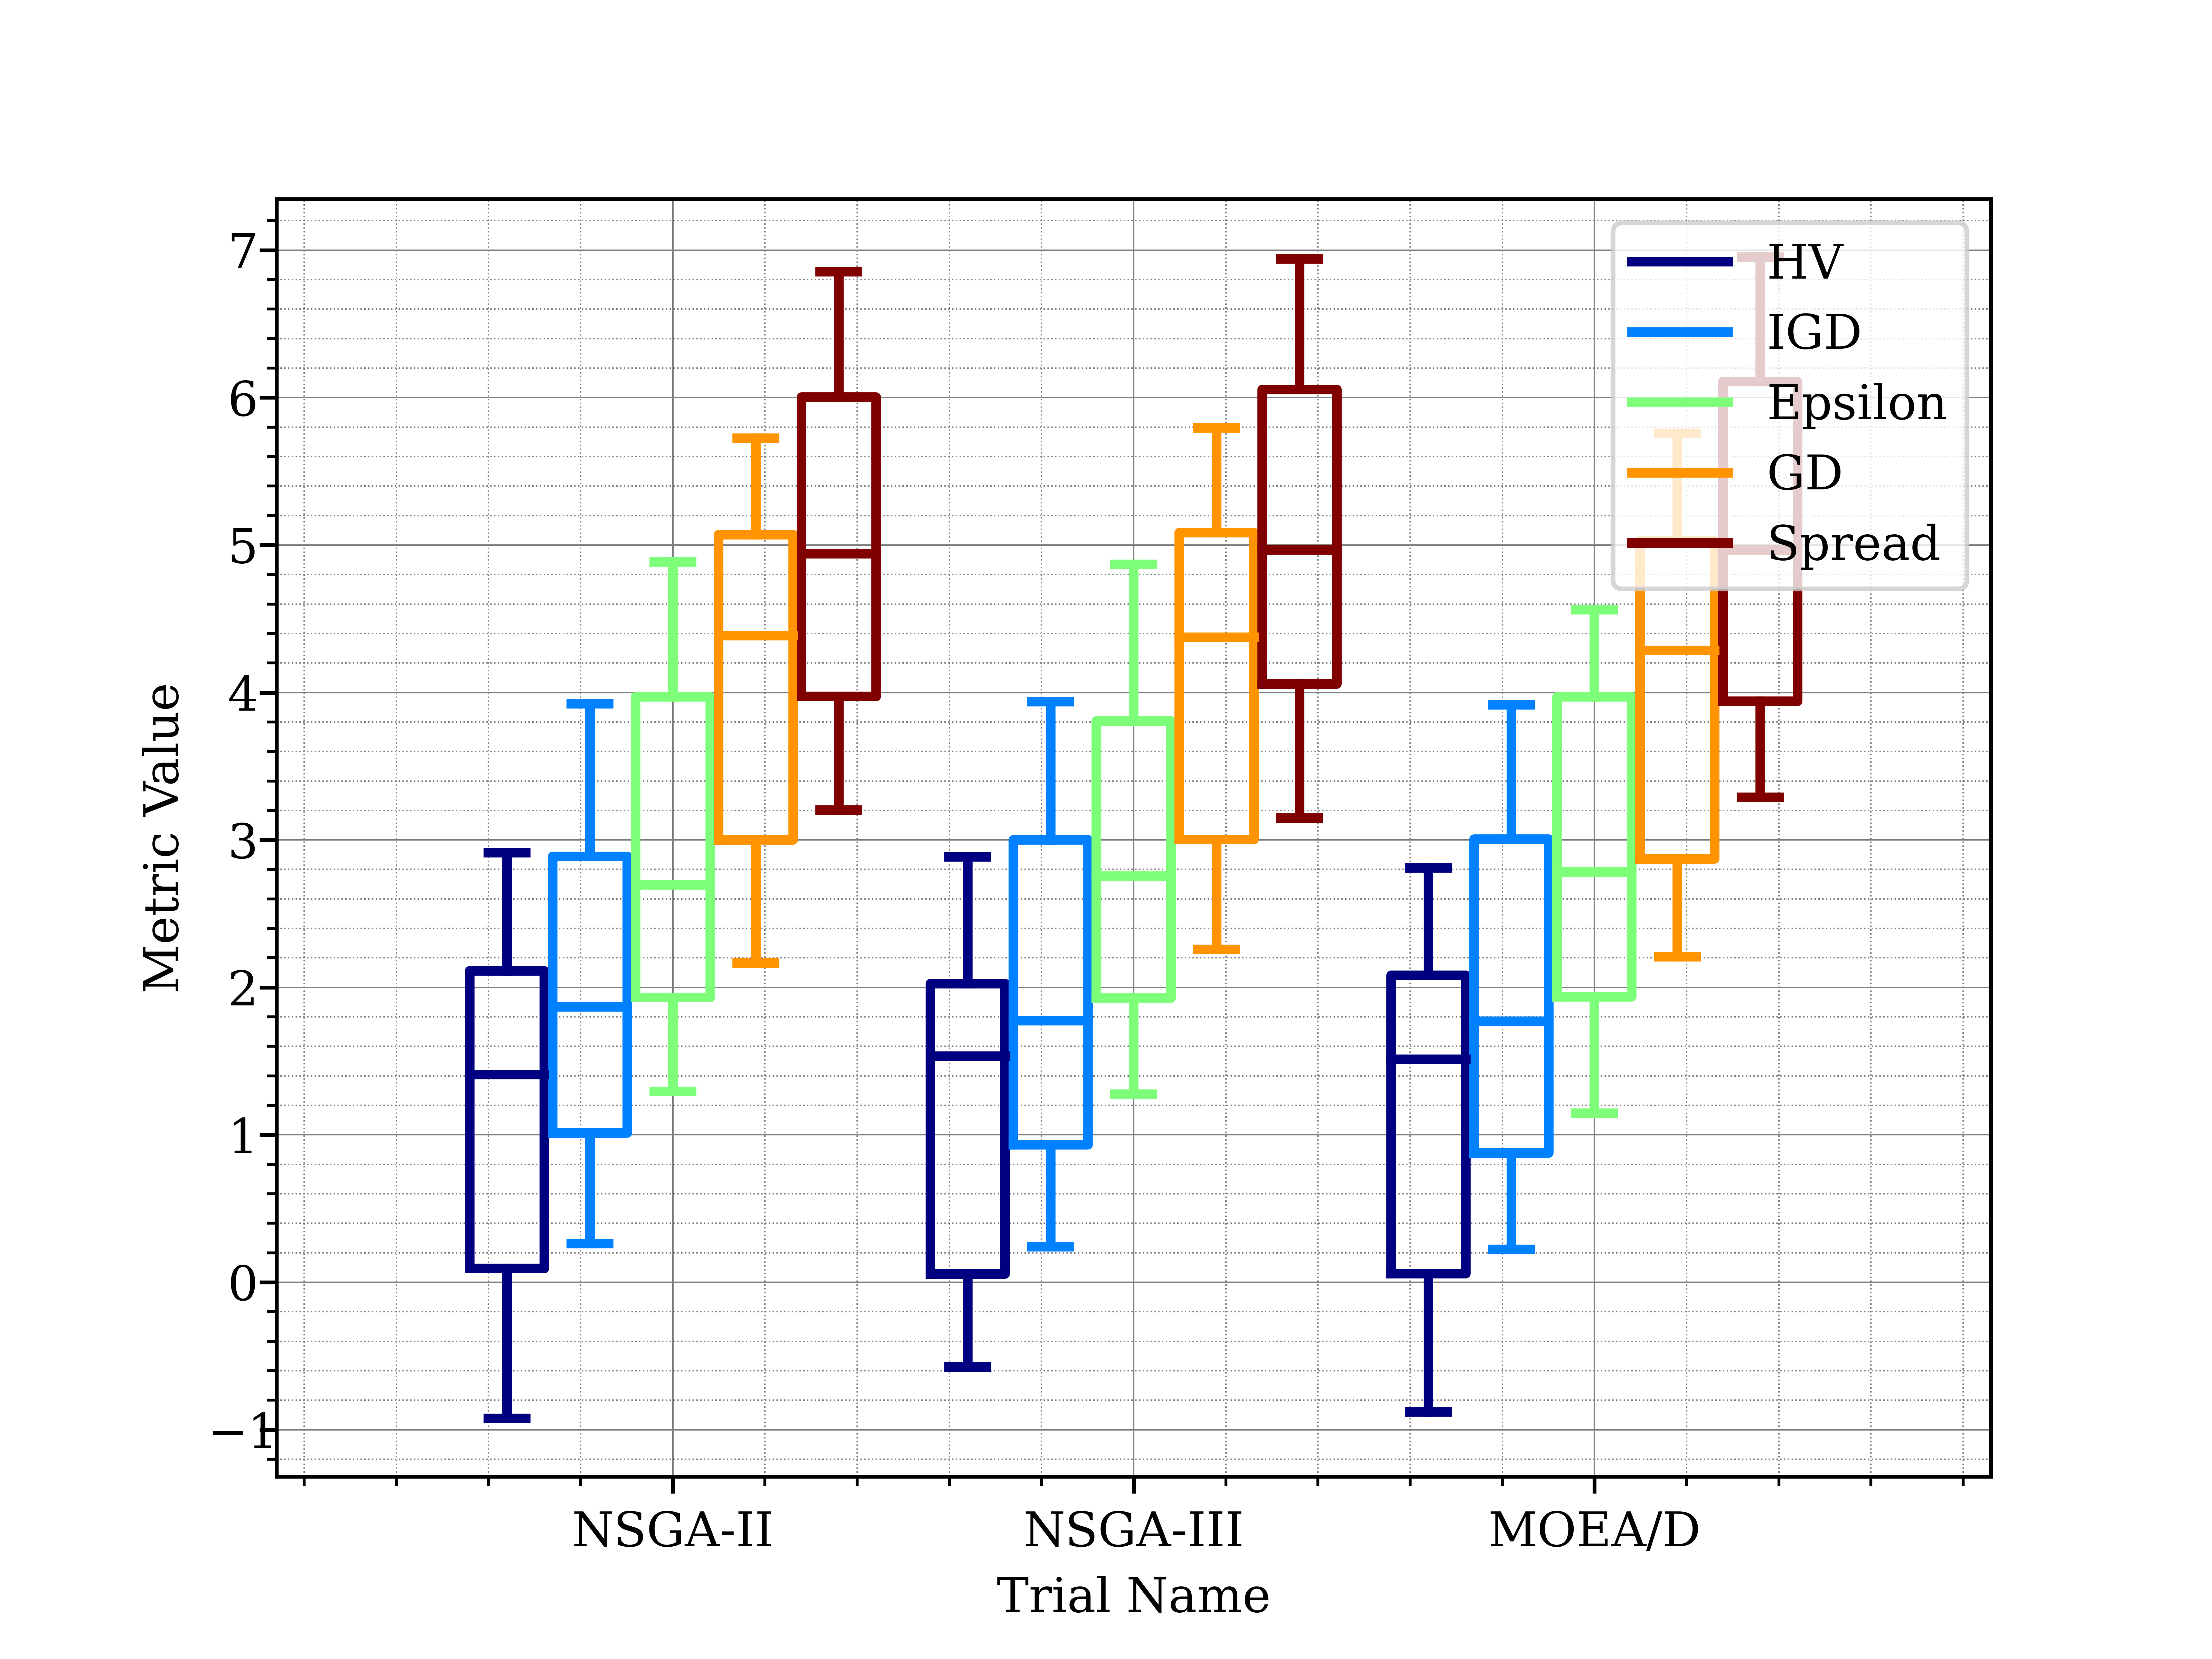 7
6
5
4
3
2
1
0
−1
Metric Value
HV
IGD
Epsilon
GD
Spread
NSGA-II NSGA-III MOEA/D
Trial Name